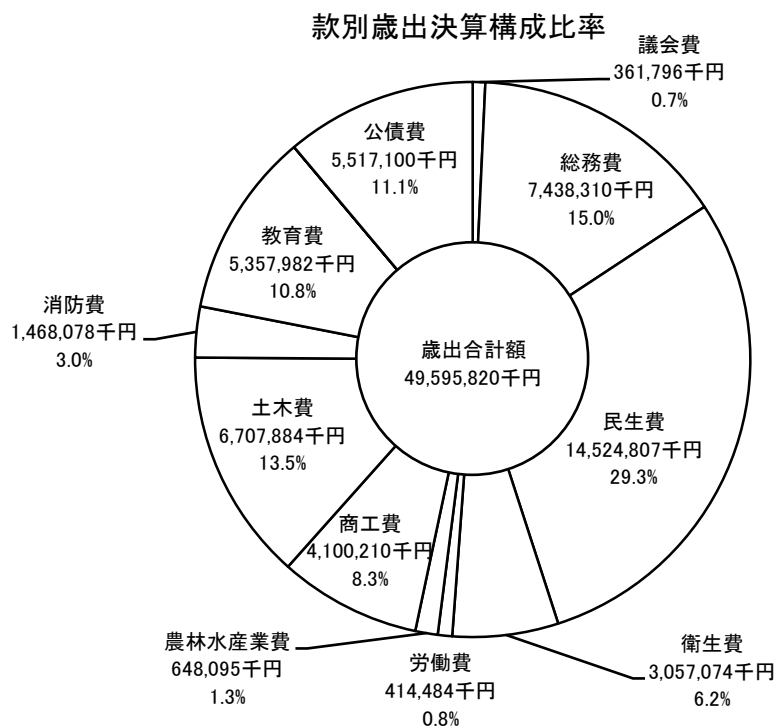 款別歳出決算構成比率
議会費
361,796千円
0.7%
総務費
7,438,310千円
15.0%
民生費
14,524,807千円
29.3%
衛生費
3,057,074千円
6.2%
労働費
414,484千円
0.8%
農林水産業費
648,095千円
1.3%
商工費
4,100,210千円
8.3%
土木費
6,707,884千円
13.5%
消防費
1,468,078千円
3.0%
教育費
5,357,982千円
10.8%
公債費
5,517,100千円
11.1%
歳出合計額
49,595,820千円